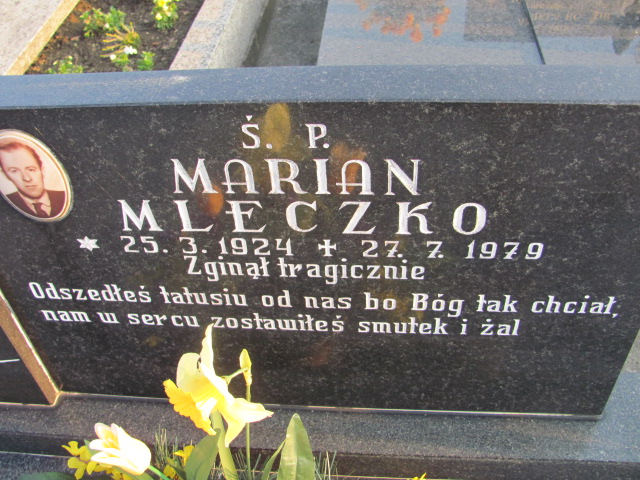 Ś. P.
MARIAN
MLECZKO
* 25. 3. 1924 ✝ 27. 7. 1979
Zginął tragicznie
Odszedłeś tatusiu od nas bo Bóg tak chciał,
nam w sercu zostawiłeś smutek i żal